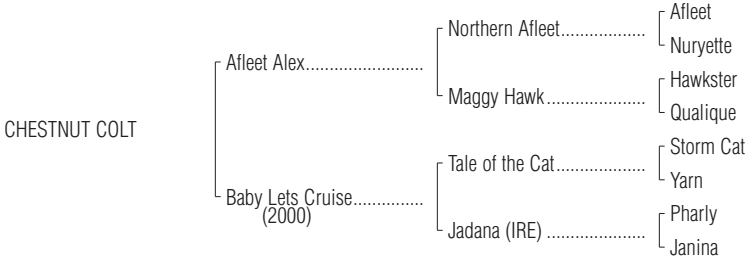 Afleet
Northern Afleet...................
Nuryette
Afleet Alex.........................
Hawkster
Maggy Hawk.....................
Qualique
CHESTNUT COLT
Storm Cat
Tale of the Cat...................
Yarn
Baby Lets Cruise...............
(2000)
Pharly
Jadana (IRE) .....................
Janina